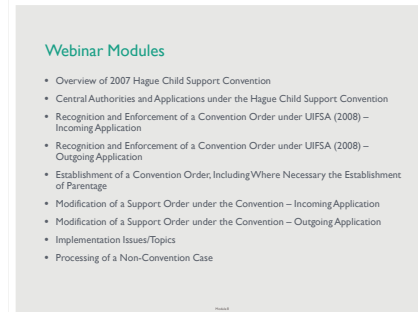 Webinar Modules
• Overview of 2007 Hague Child Support Convention
• Central Authorities and Applications under the Hague Child Support Convention
• Recognition and Enforcement of a Convention Order under UIFSA (2008) –
Incoming Application
• Recognition and Enforcement of a Convention Order under UIFSA (2008) –
Outgoing Application
• Establishment of a Convention Order, Including Where Necessary the Establishment
of Parentage
• Modification of a Support Order under the Convention – Incoming Application
• Modification of a Support Order under the Convention – Outgoing Application
• Implementation Issues/Topics
• Processing of a Non-Convention Case